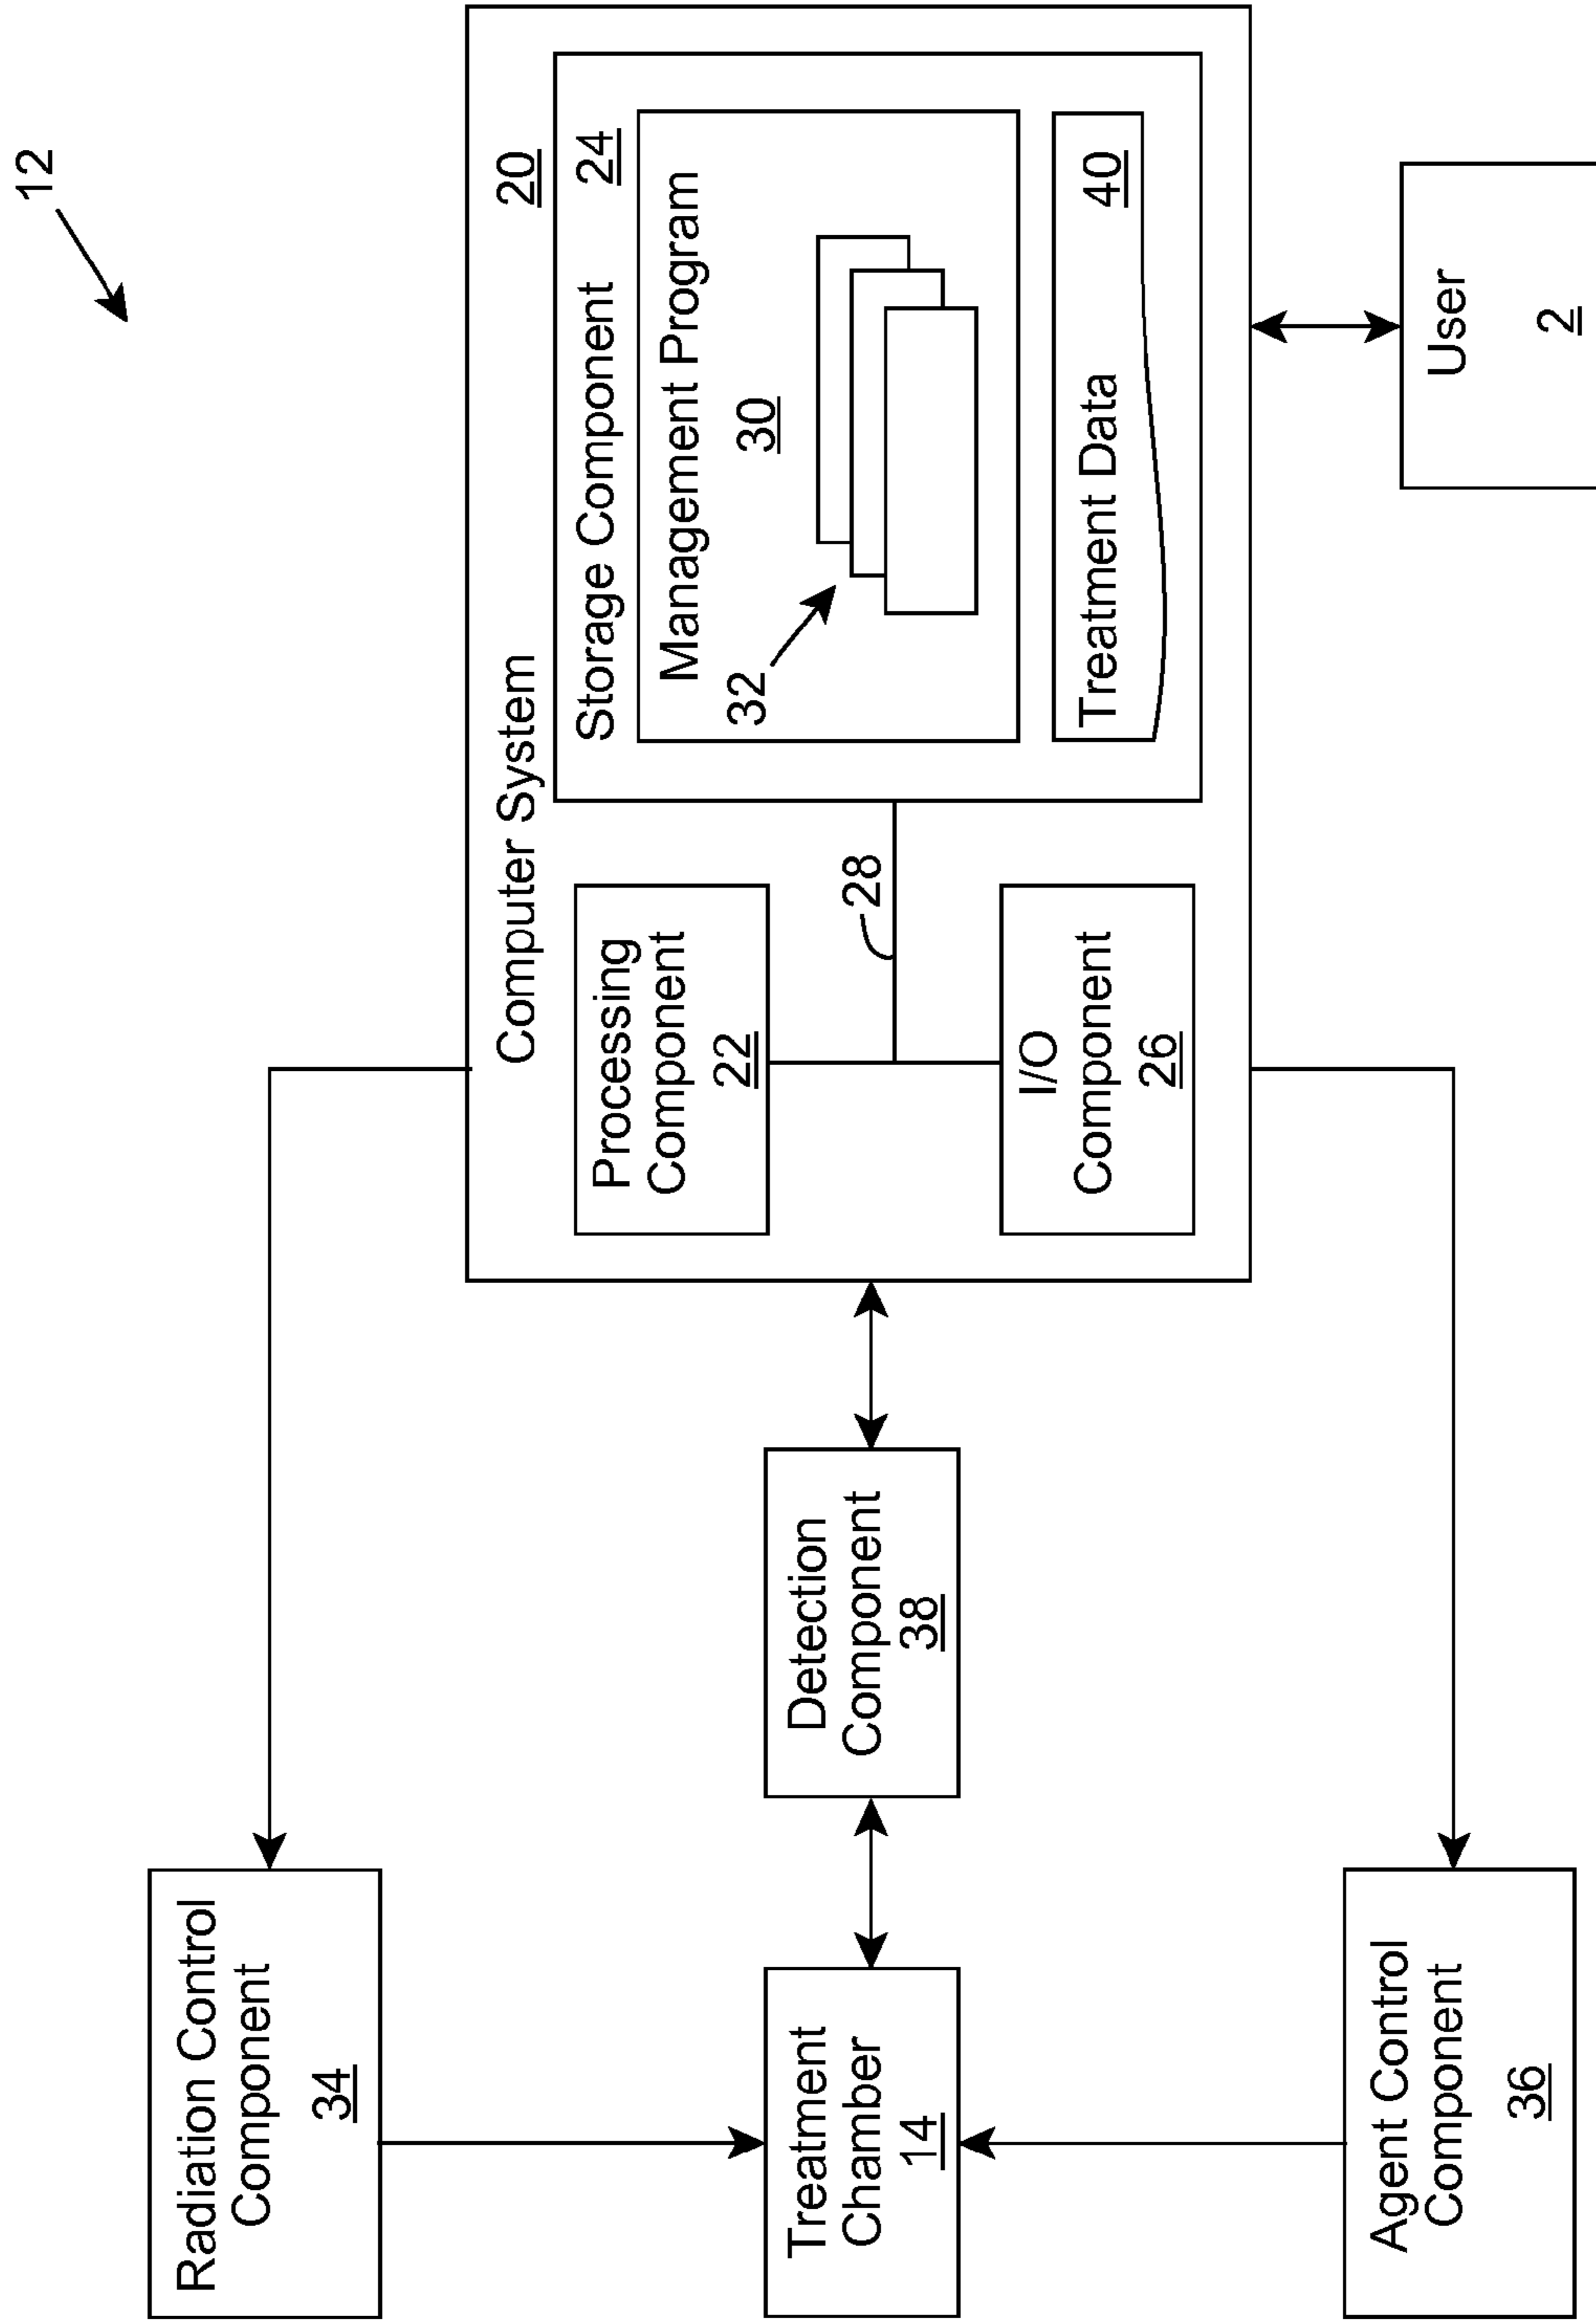 12
Radiation Control
Component
34
Computer System
20
Processing
Component
22
Storage Component
24
Management Program
30
32
28
Treatment
Chamber
14
Detection
Component
38
I/O
Component
26
Treatment Data
40
Agent Control
Component
36
User
2